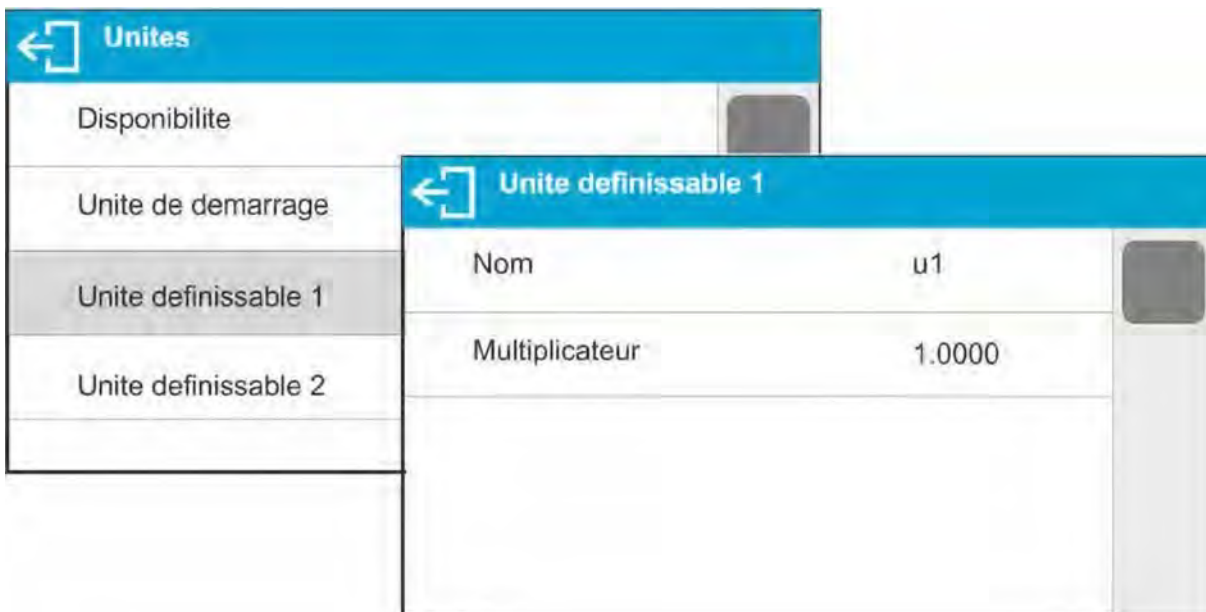 Unites
Disponibilite
Unite de demarrage
Unite definissable 1
Unite definissable 2
Unite definissable 1
Nom u1
Multiplicateur 1.0000